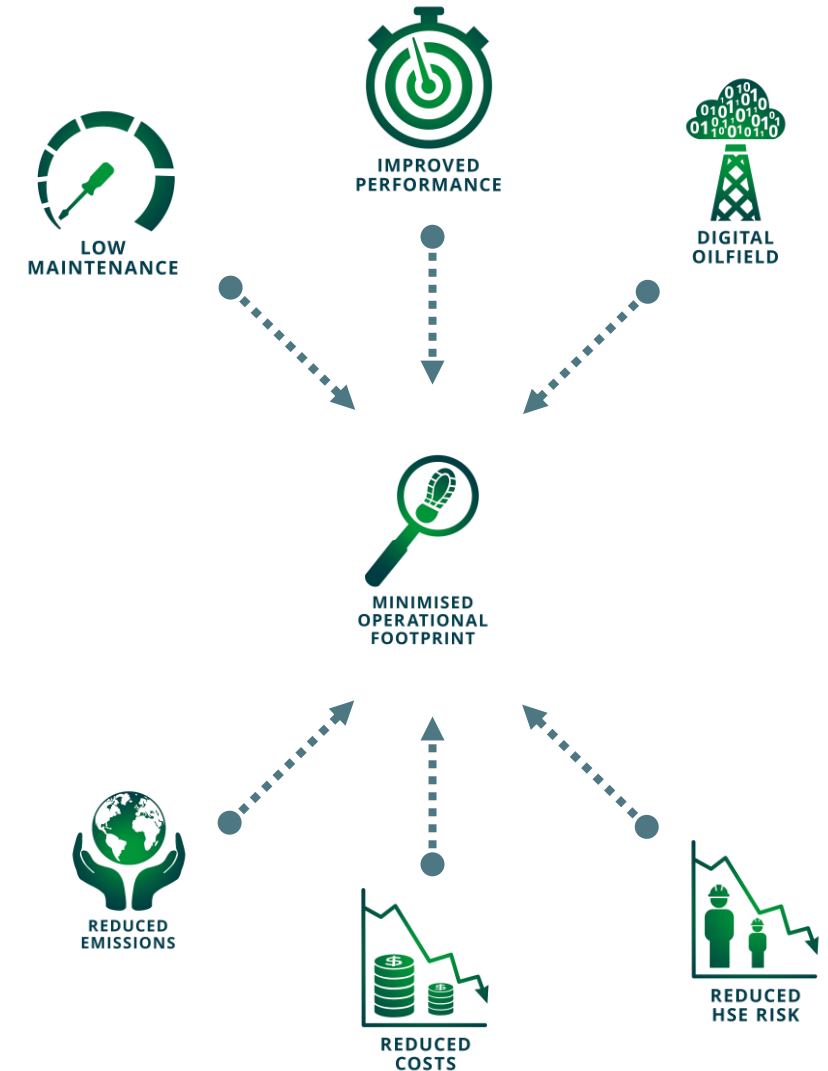 IMPROVED
PERFORMANCE
LOW
MAINTENANCE
DIGITAL
OILFIELD
MINIMISED
OPERATIONAL
FOOTPRINT
REDUCED
EMISSIONS
$
$
REDUCED
COSTS
REDUCED
HSE RISK